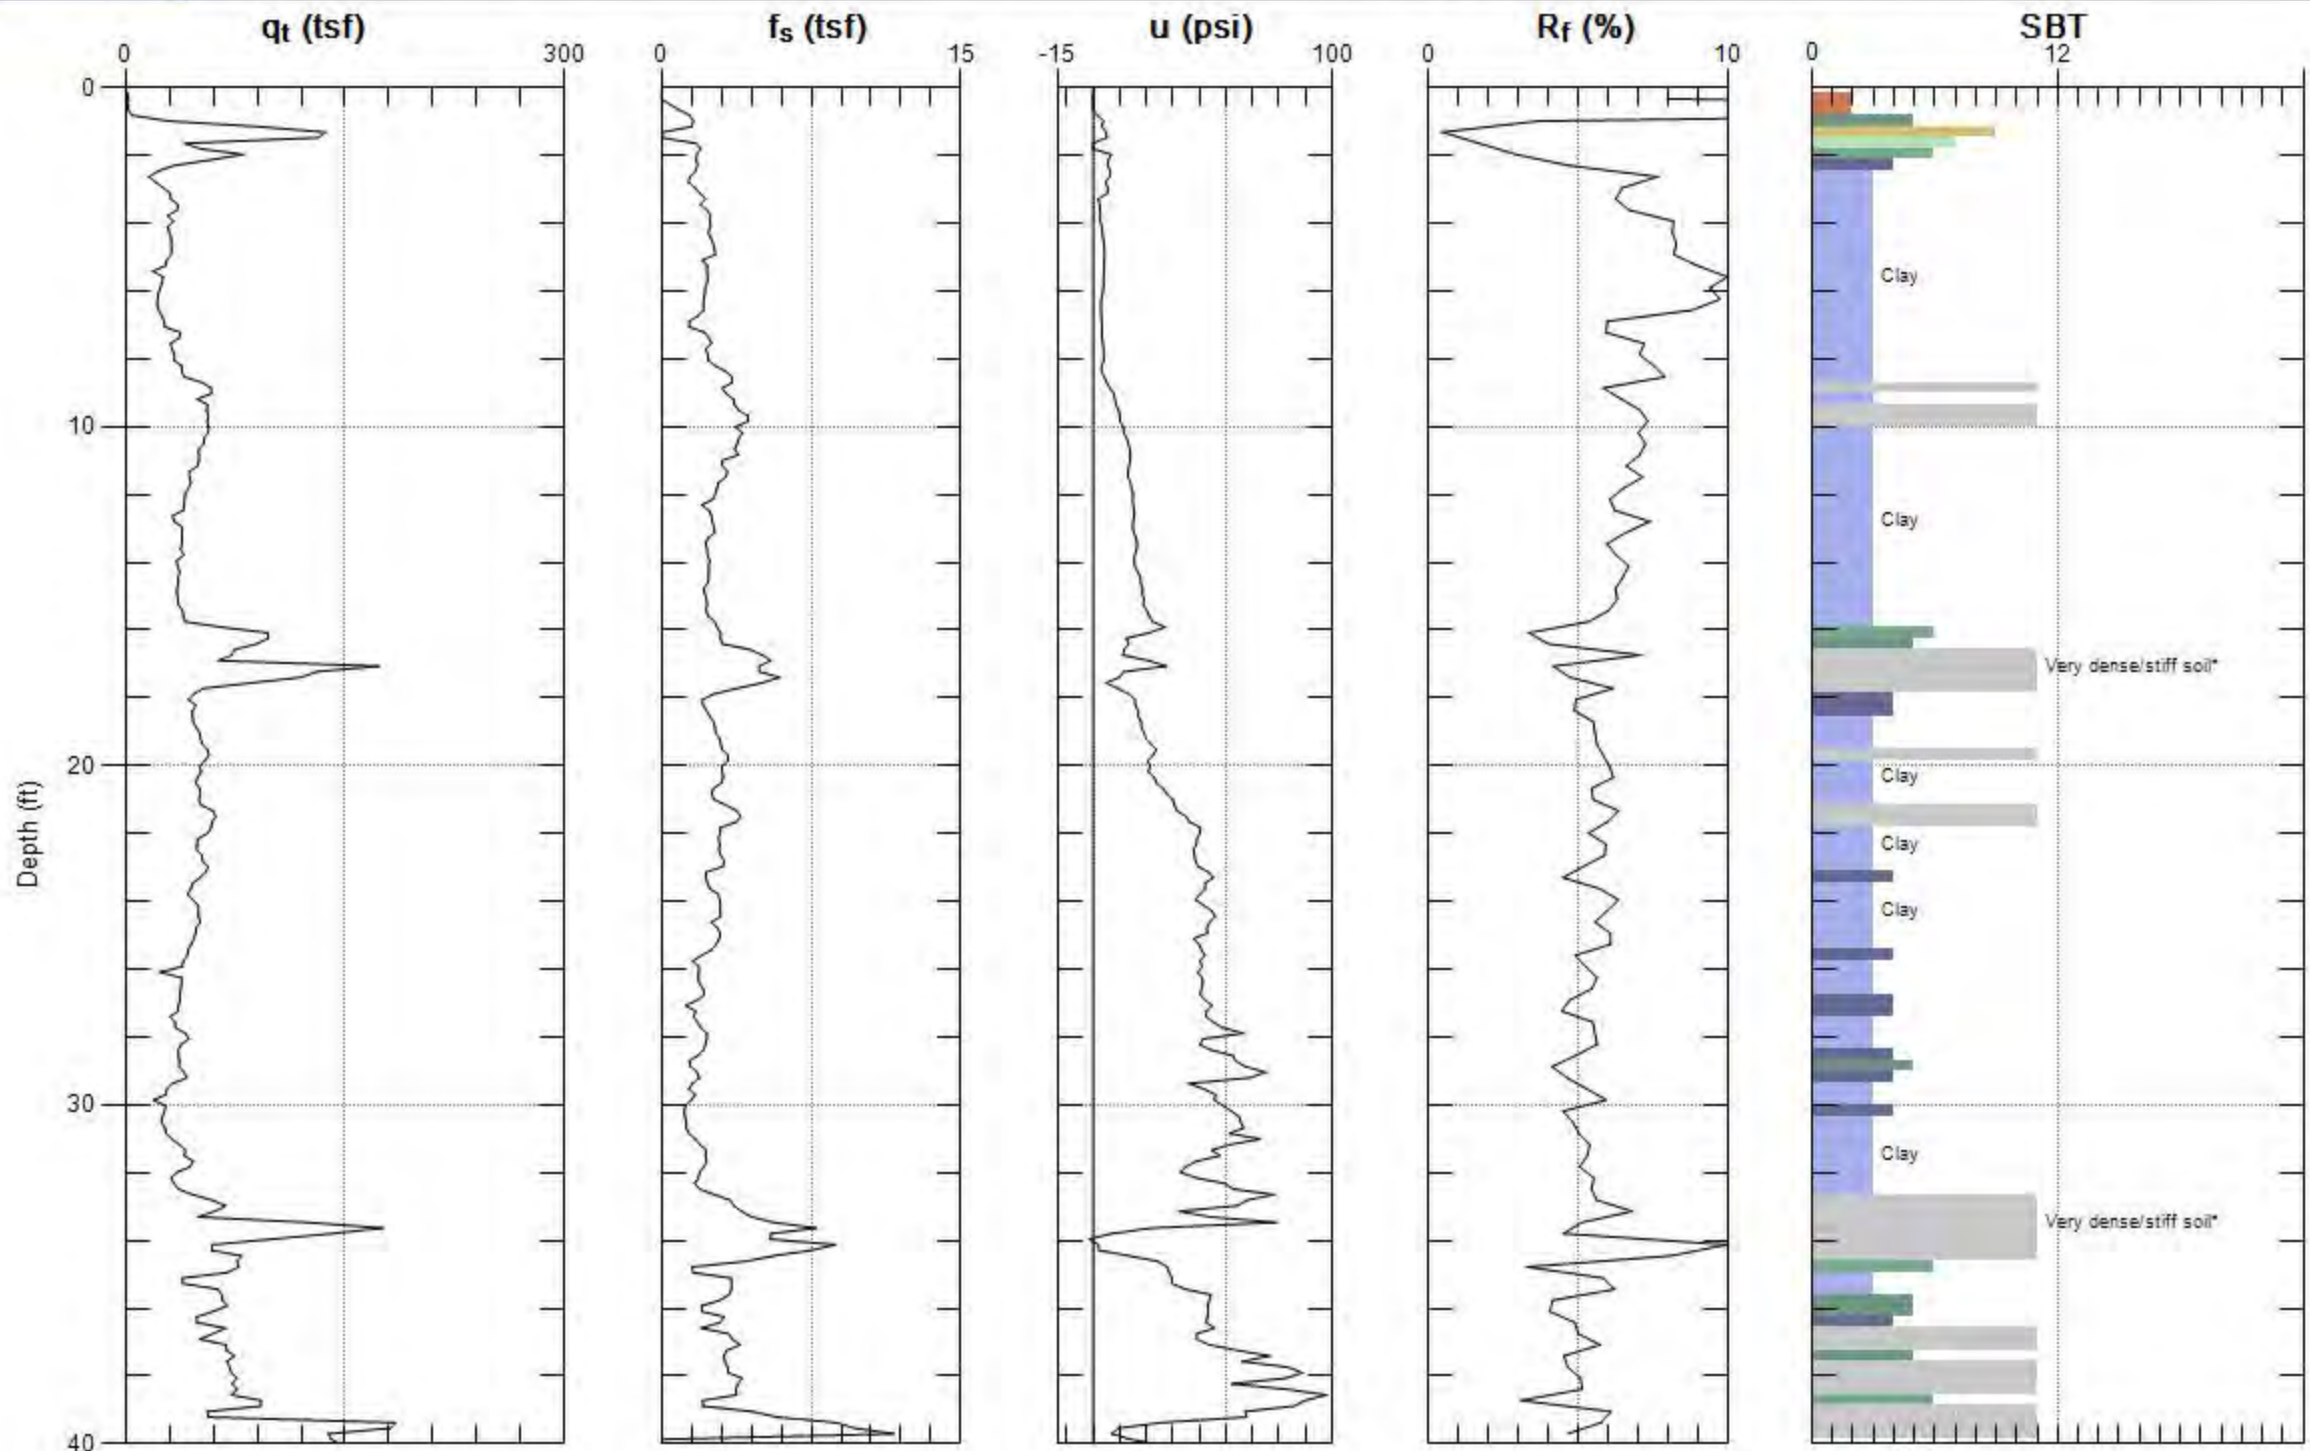 qt (tsf) fs (tsf) u (psi) Rf (%) SBT
0 300 0 15 -15 100 0 10 0 12
0
Clay
10
Clay
Very dense/stiff soil*
20
Clay
Clay
Depth (ft)
Clay
30
Clay
Very dense/stiff soil*
40